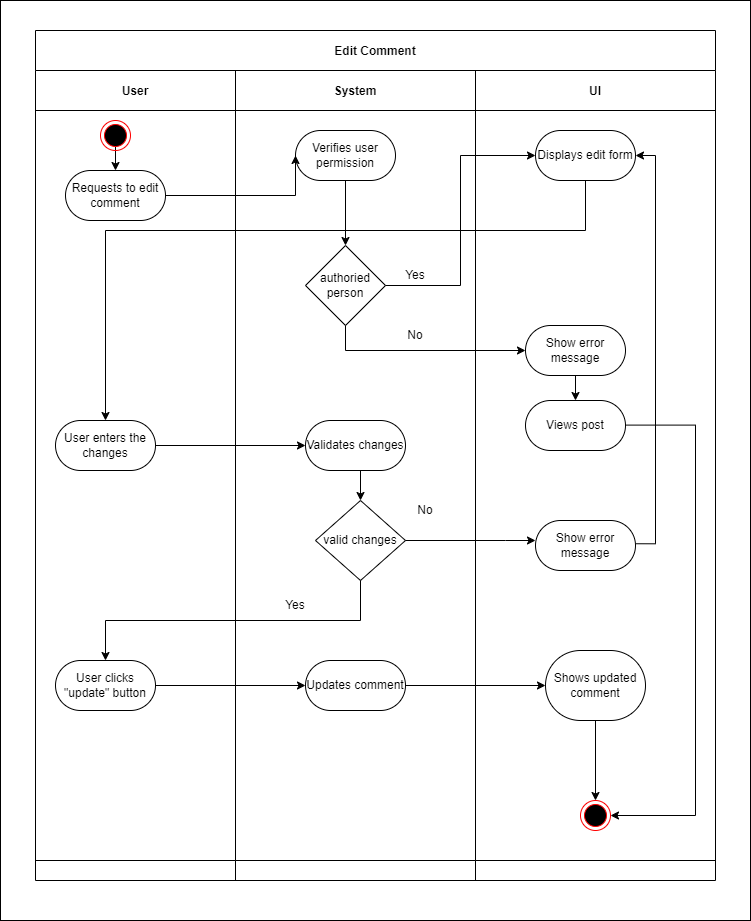 Edit Comment
User
System
UI
Verifies user
permission
Displays edit form
Requests to edit
comment
authoried
person
Yes
No
Show error
message
Views post
User enters the
changes
Validates changes
No
valid changes
Show error
message
Yes
User clicks
"update" button
Updates comment
Shows updated
comment